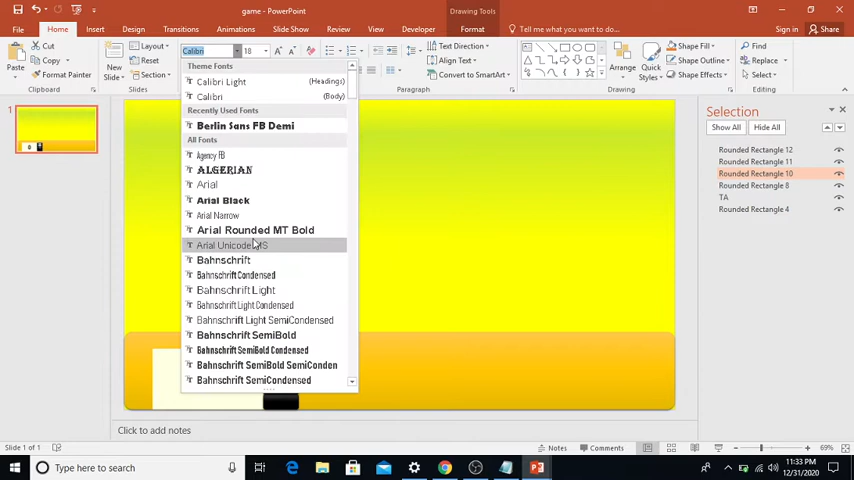 game - PowerPoint
Drawing Tools
File
Home
Insert
Design
Transitions
Animations
Slide Show
Review
View
Developer
Format
Tell me what you want to do...
Sign in
Share
Paste
Cut
Copy
Format Painter
Clipboard
New
Slide
Layout
Reset
Section
Slides
Calibri
18
Text Direction
Align Text
Convert to SmartArt
Arrange
Quick
Styles
Shape Fill
Shape Outline
Shape Effects
Drawing
Find
Replace
Select
Editing
Theme Fonts
Calibri Light (Headings)
Calibri (Body)
Recently Used Fonts
Berlin Sans FB Demi
All Fonts
Agency FB
ALGERIAN
Arial
Arial Black
Arial Narrow
Arial Rounded MT Bold
Arial Unicode MS
Bahnschrift
Bahnschrift Condensed
Bahnschrift Light
Bahnschrift Light Condensed
Bahnschrift Light SemiCondensed
Bahnschrift SemiBold
Bahnschrift SemiBold Condensed
Bahnschrift SemiBold SemiConden
Bahnschrift SemiCondensed
1
0
Selection
Show All
Hide All
Rounded Rectangle 12
Rounded Rectangle 11
Rounded Rectangle 10
Rounded Rectangle 8
TA
Rounded Rectangle 4
Click to add notes
Slide 1 of 1
Notes
Comments
69%
Type here to search
11:33 PM
12/31/2020